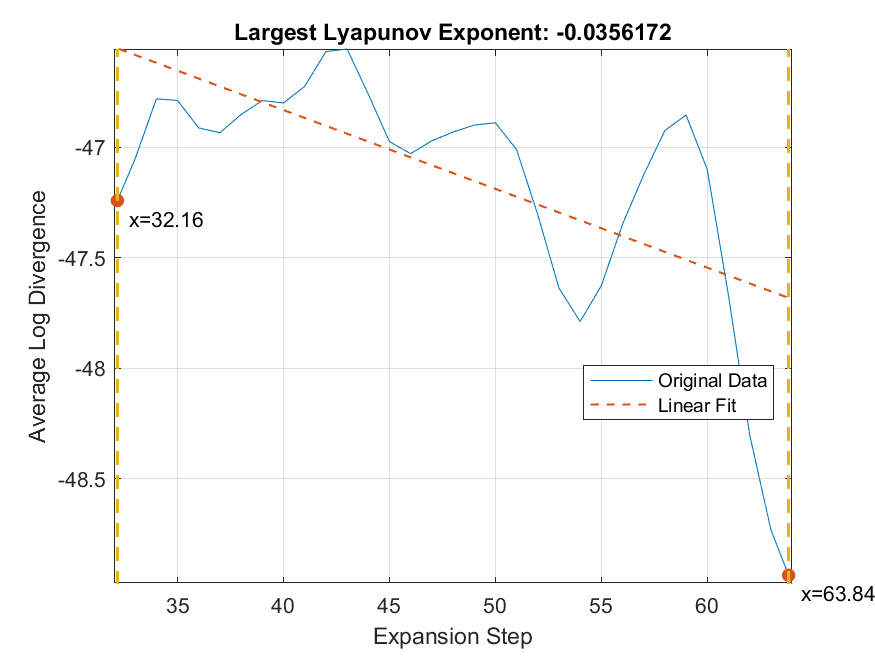 Largest Lyapunov Exponent: -0.0356172
Average Log Divergence
-47
-47.5
-48
-48.5
x=32.16
Original Data
Linear Fit
x=63.84
35
40
45
50
55
60
Expansion Step